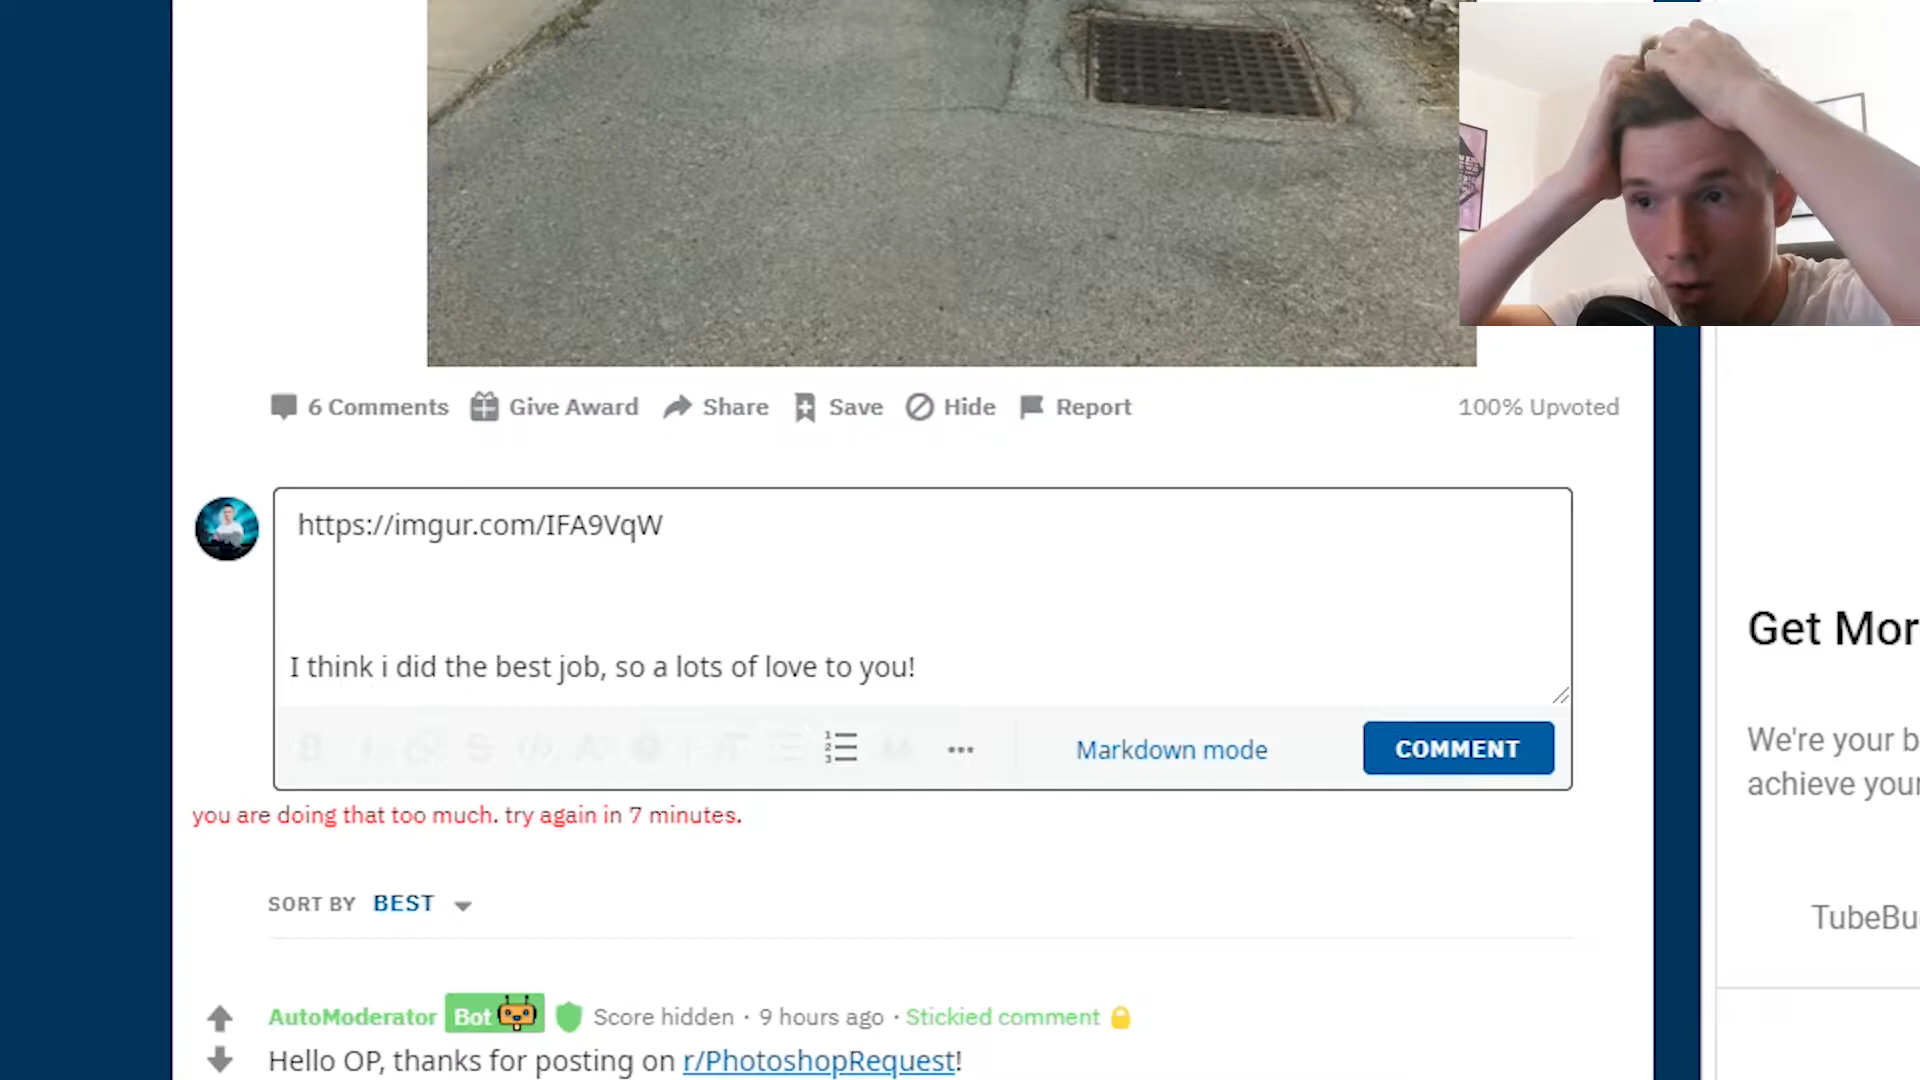 6 Comments Give Award Share Save Hide Report 100% Upvoted
https://imgur.com/IFA9VqW
I think i did the best job, so a lots of love to you!
Markdown mode COMMENT
you are doing that too much. try again in 7 minutes.
SORT BY BEST
AutoModerator Bot Score hidden · 9 hours ago · Stickied comment
Hello OP, thanks for posting on r/PhotoshopRequest!
Get Mor
We're your b
achieve your
TubeBu